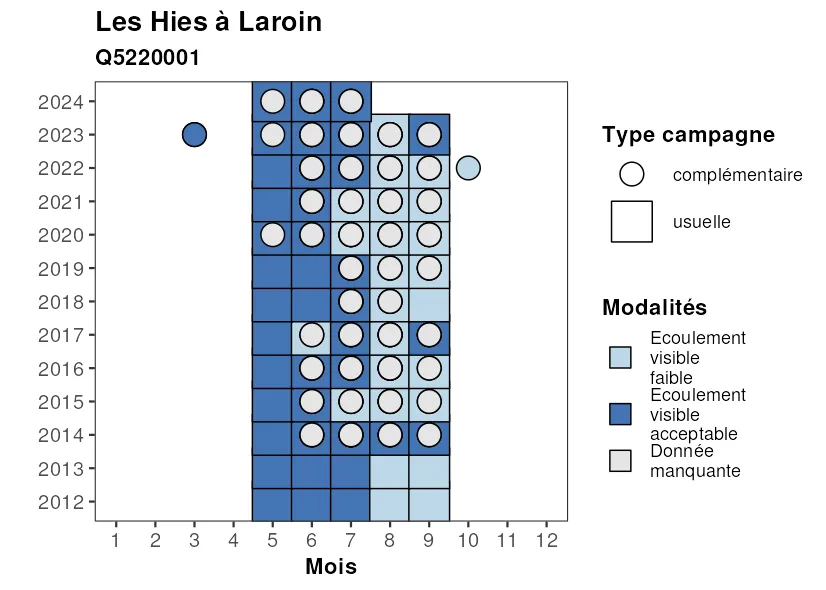 Les Hies à Laroin
Q5220001
2024
2023
2022
2021
2020
2019
2018
2017
2016
2015
2014
2013
2012
1 2 3 4 5 6 7 8 9 10 11 12
Mois
Type campagne
complémentaire
usuelle
Modalités
Ecoulement
visible
faible
Ecoulement
visible
acceptable
Donnée
manquante